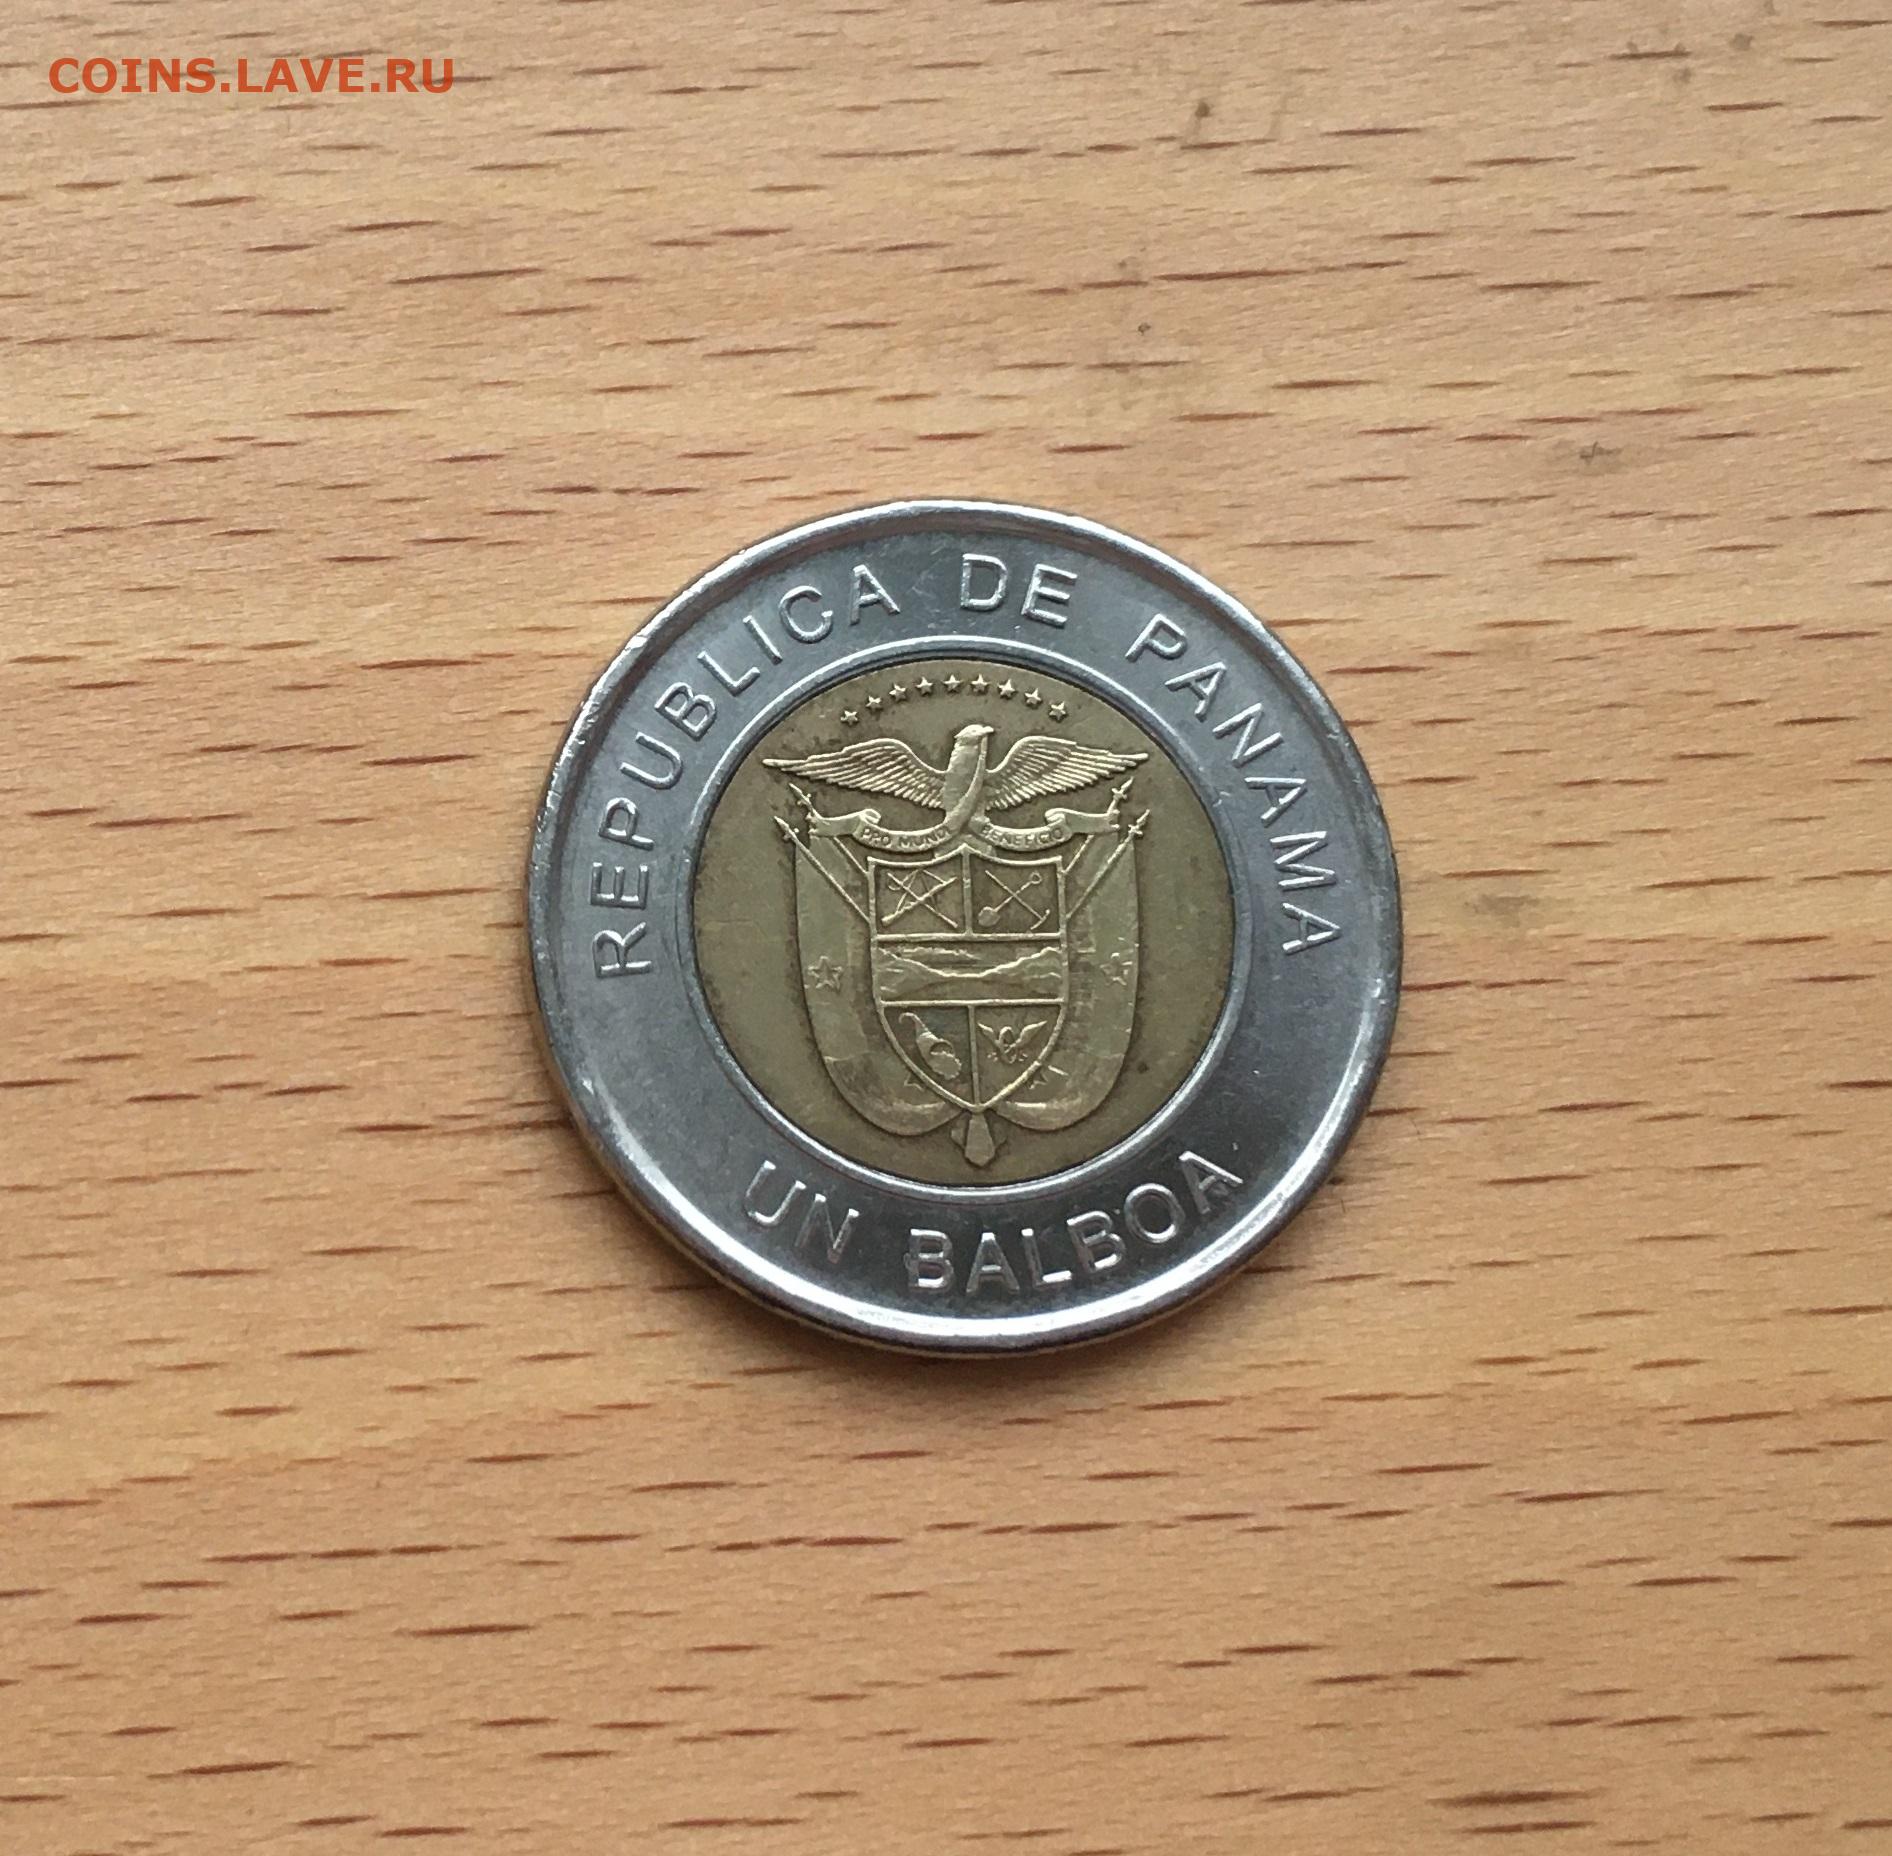 COINS.LAVE.RU
REPUBLICA DE PANAMA
PRO MUNDI BENEFICIO
UN BALBOA